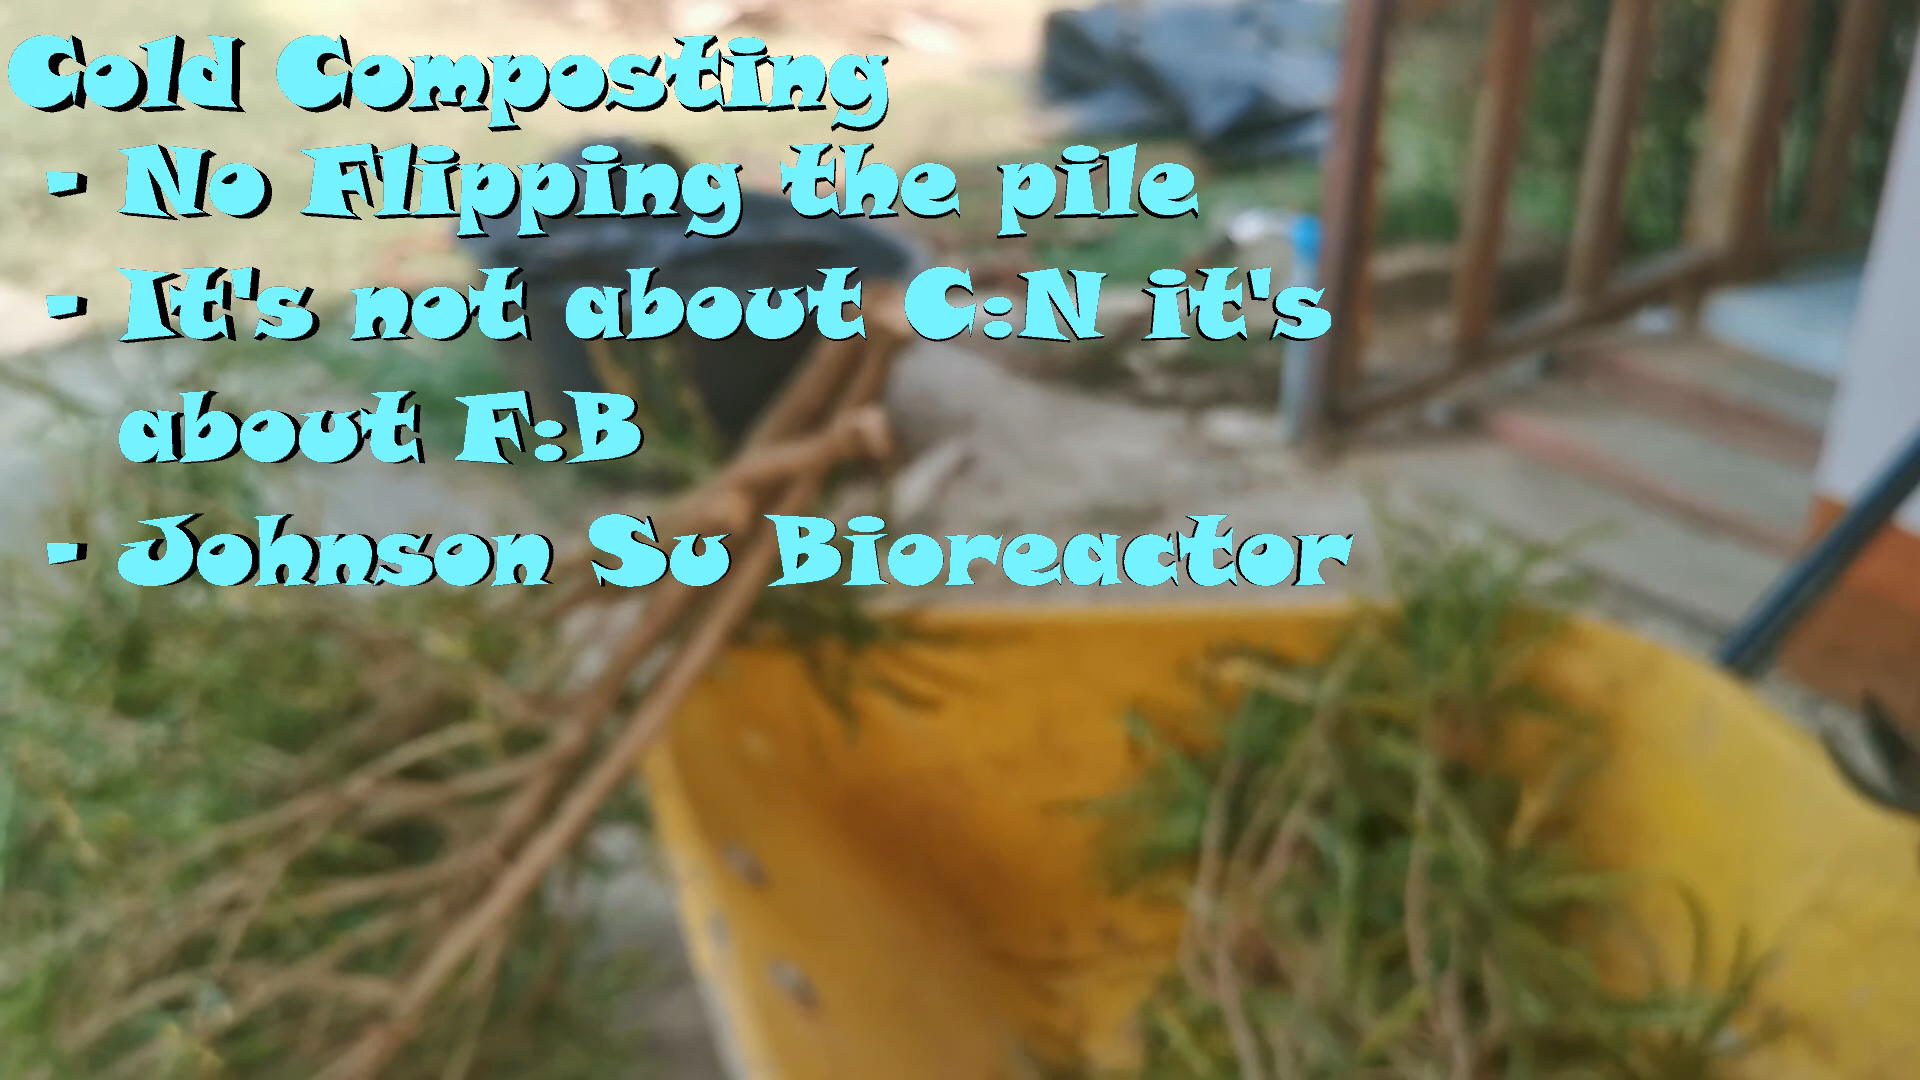 Cold Composting
- No Flipping the pile
- It's not about C:N it's
about F:B
- Johnson Su Bioreactor